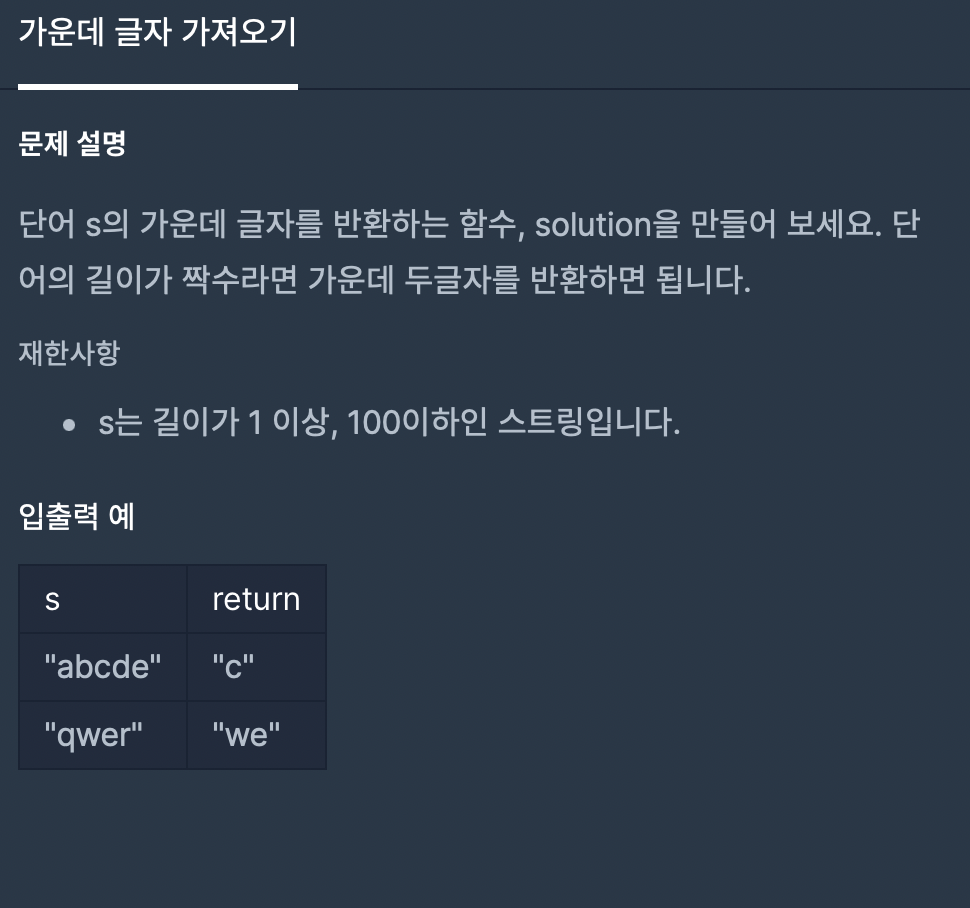 가운데 글자 가져오기
문제 설명
단어 s의 가운데 글자를 반환하는 함수, solution을 만들어 보세요. 단
어의 길이가 짝수라면 가운데 두글자를 반환하면 됩니다.
재한사항
s는 길이가 1 이상, 100이하인 스트링입니다.
입출력 예
s return
"abcde" "c"
"qwer" "we"